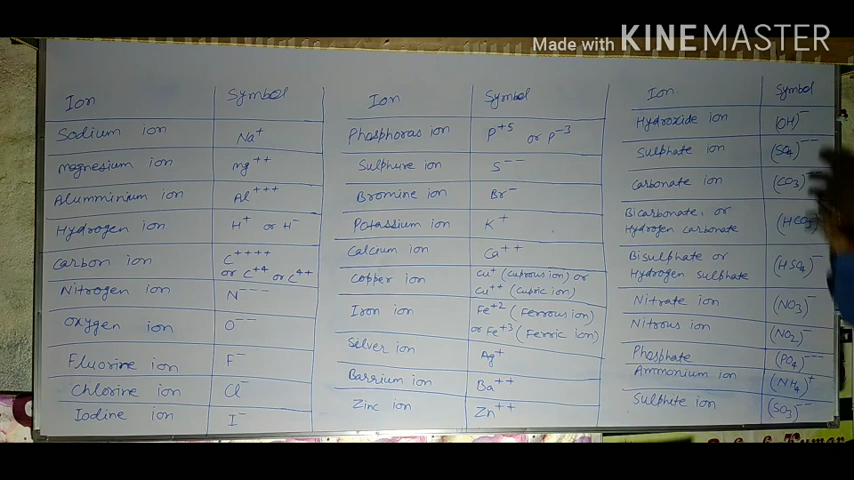 Made with KINEMASTER
Ion Symbol
Sodium ion Na+
Magnesium ion Mg++
Alumminium ion Al+++
Hydrogen ion H+ or H-
Carbon ion C++++
or C+4 or C4+
Nitrogen ion N---
Oxygen ion O--
Fluorine ion F-
Chlorine ion Cl-
Iodine ion I-
Ion Symbol
Phosphoras ion P+5 or P-3
Sulphure ion S--
Bromine ion Br-
Potassium ion K+
Calcium ion Ca++
Copper ion Cu+ (cuprous ion) or
Cu++ (cupric ion)
Iron ion Fe+2 (Ferrous ion)
or Fe+3 (Ferric ion)
Silver ion Ag+
Barrium ion Ba++
Zinc ion Zn++
Ion Symbol
Hydroxide ion (OH)-
Sulphate ion (SO4)--
Carbonate ion (CO3)--
Bicarbonate or
Hydrogen carbonate (HCO3)
Bisulphate or
Hydrogen sulphate (HSO4)-
Nitrate ion (NO3)-
Nitrous ion (NO2)-
Phosphate (PO4)---
Ammonium ion (NH4)+
Sulphite ion (SO3)--
Kumar